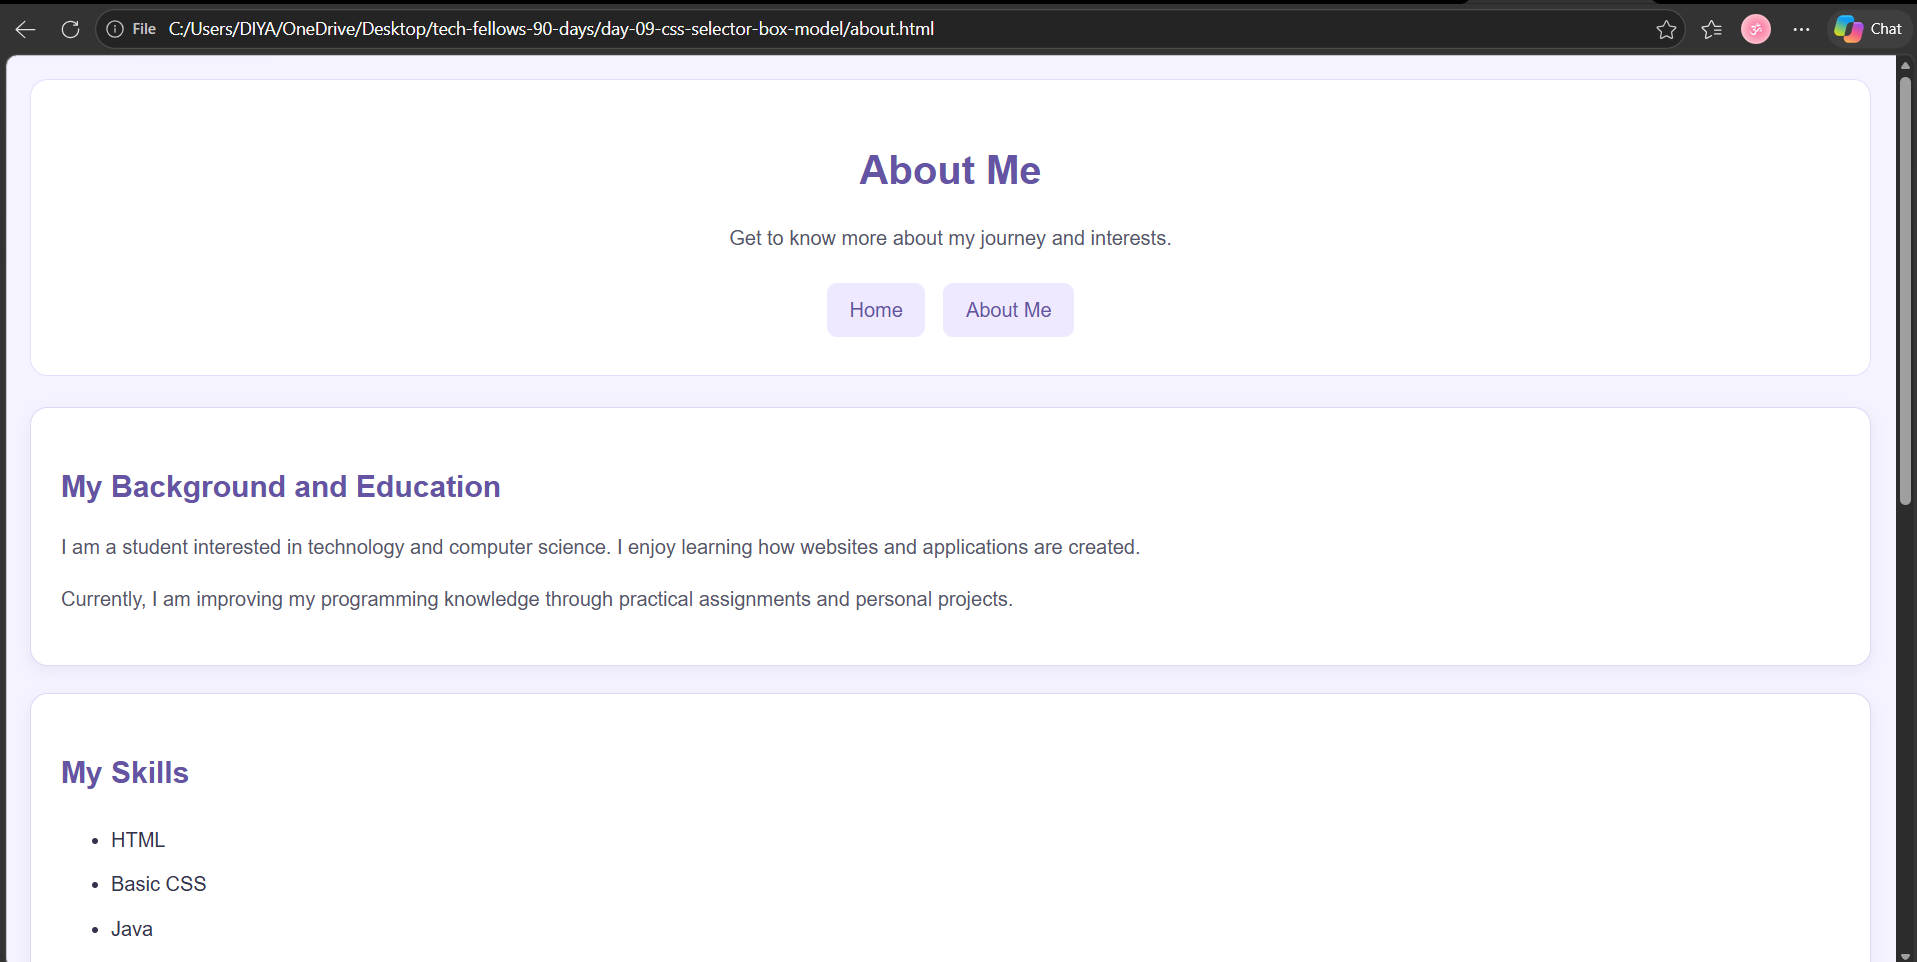 File C:/Users/DIYA/OneDrive/Desktop/tech-fellows-90-days/day-09-css-selector-box-model/about.html
ॐ
Chat
About Me
Get to know more about my journey and interests.
Home About Me
My Background and Education
I am a student interested in technology and computer science. I enjoy learning how websites and applications are created.
Currently, I am improving my programming knowledge through practical assignments and personal projects.
My Skills
• HTML
• Basic CSS
• Java